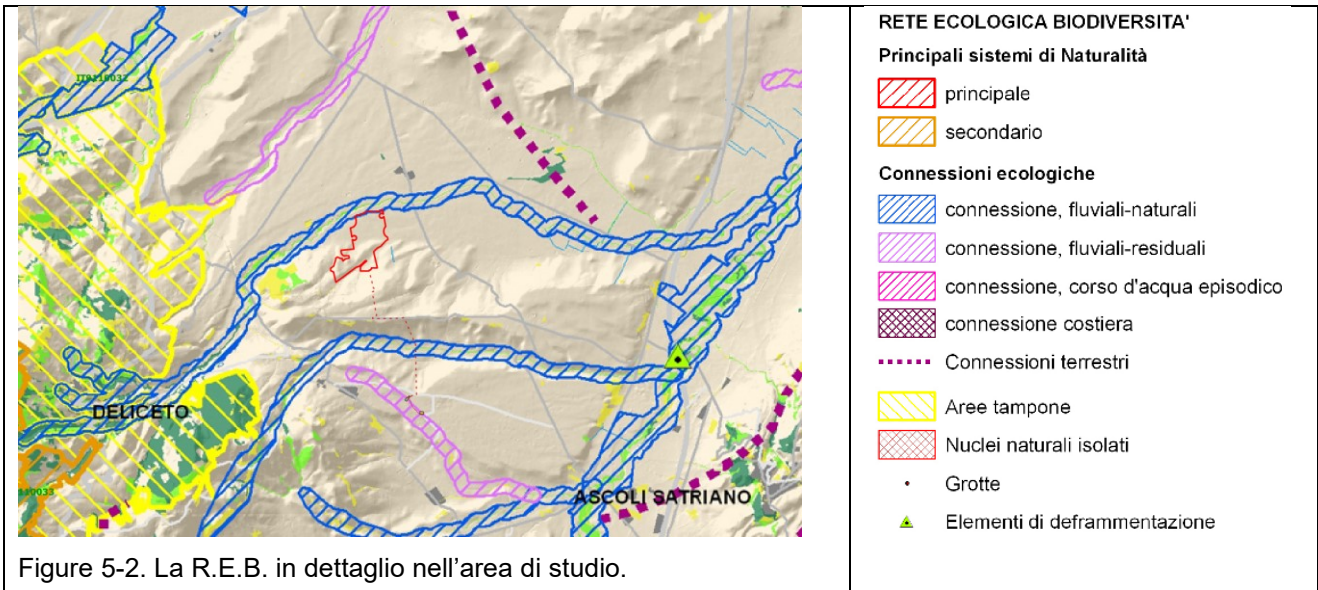 IT9110032
DELICETO
110033
ASCOLI SATRIANO
Figure 5-2. La R.E.B. in dettaglio nell’area di studio.
RETE ECOLOGICA BIODIVERSITA'
Principali sistemi di Naturalità
principale
secondario
Connessioni ecologiche
connessione, fluviali-naturali
connessione, fluviali-residuali
connessione, corso d'acqua episodico
connessione costiera
Connessioni terrestri
Aree tampone
Nuclei naturali isolati
Grotte
Elementi di deframmentazione